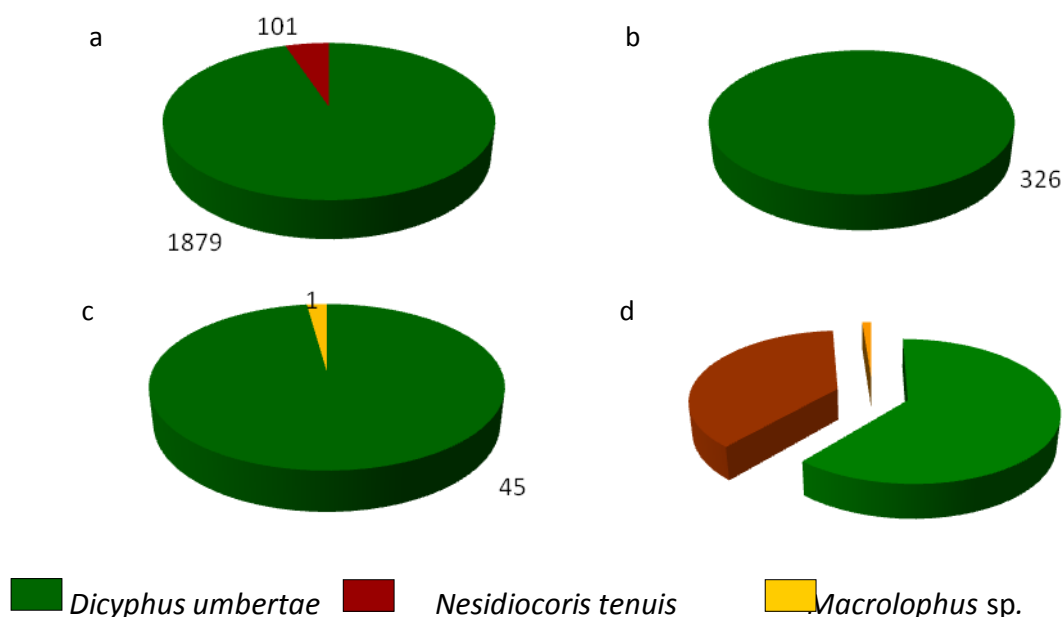 a
101
1879
b
326
c
1
45
d
Dicyphus umbertae Nesidiocoris tenuis Macrolophus sp.